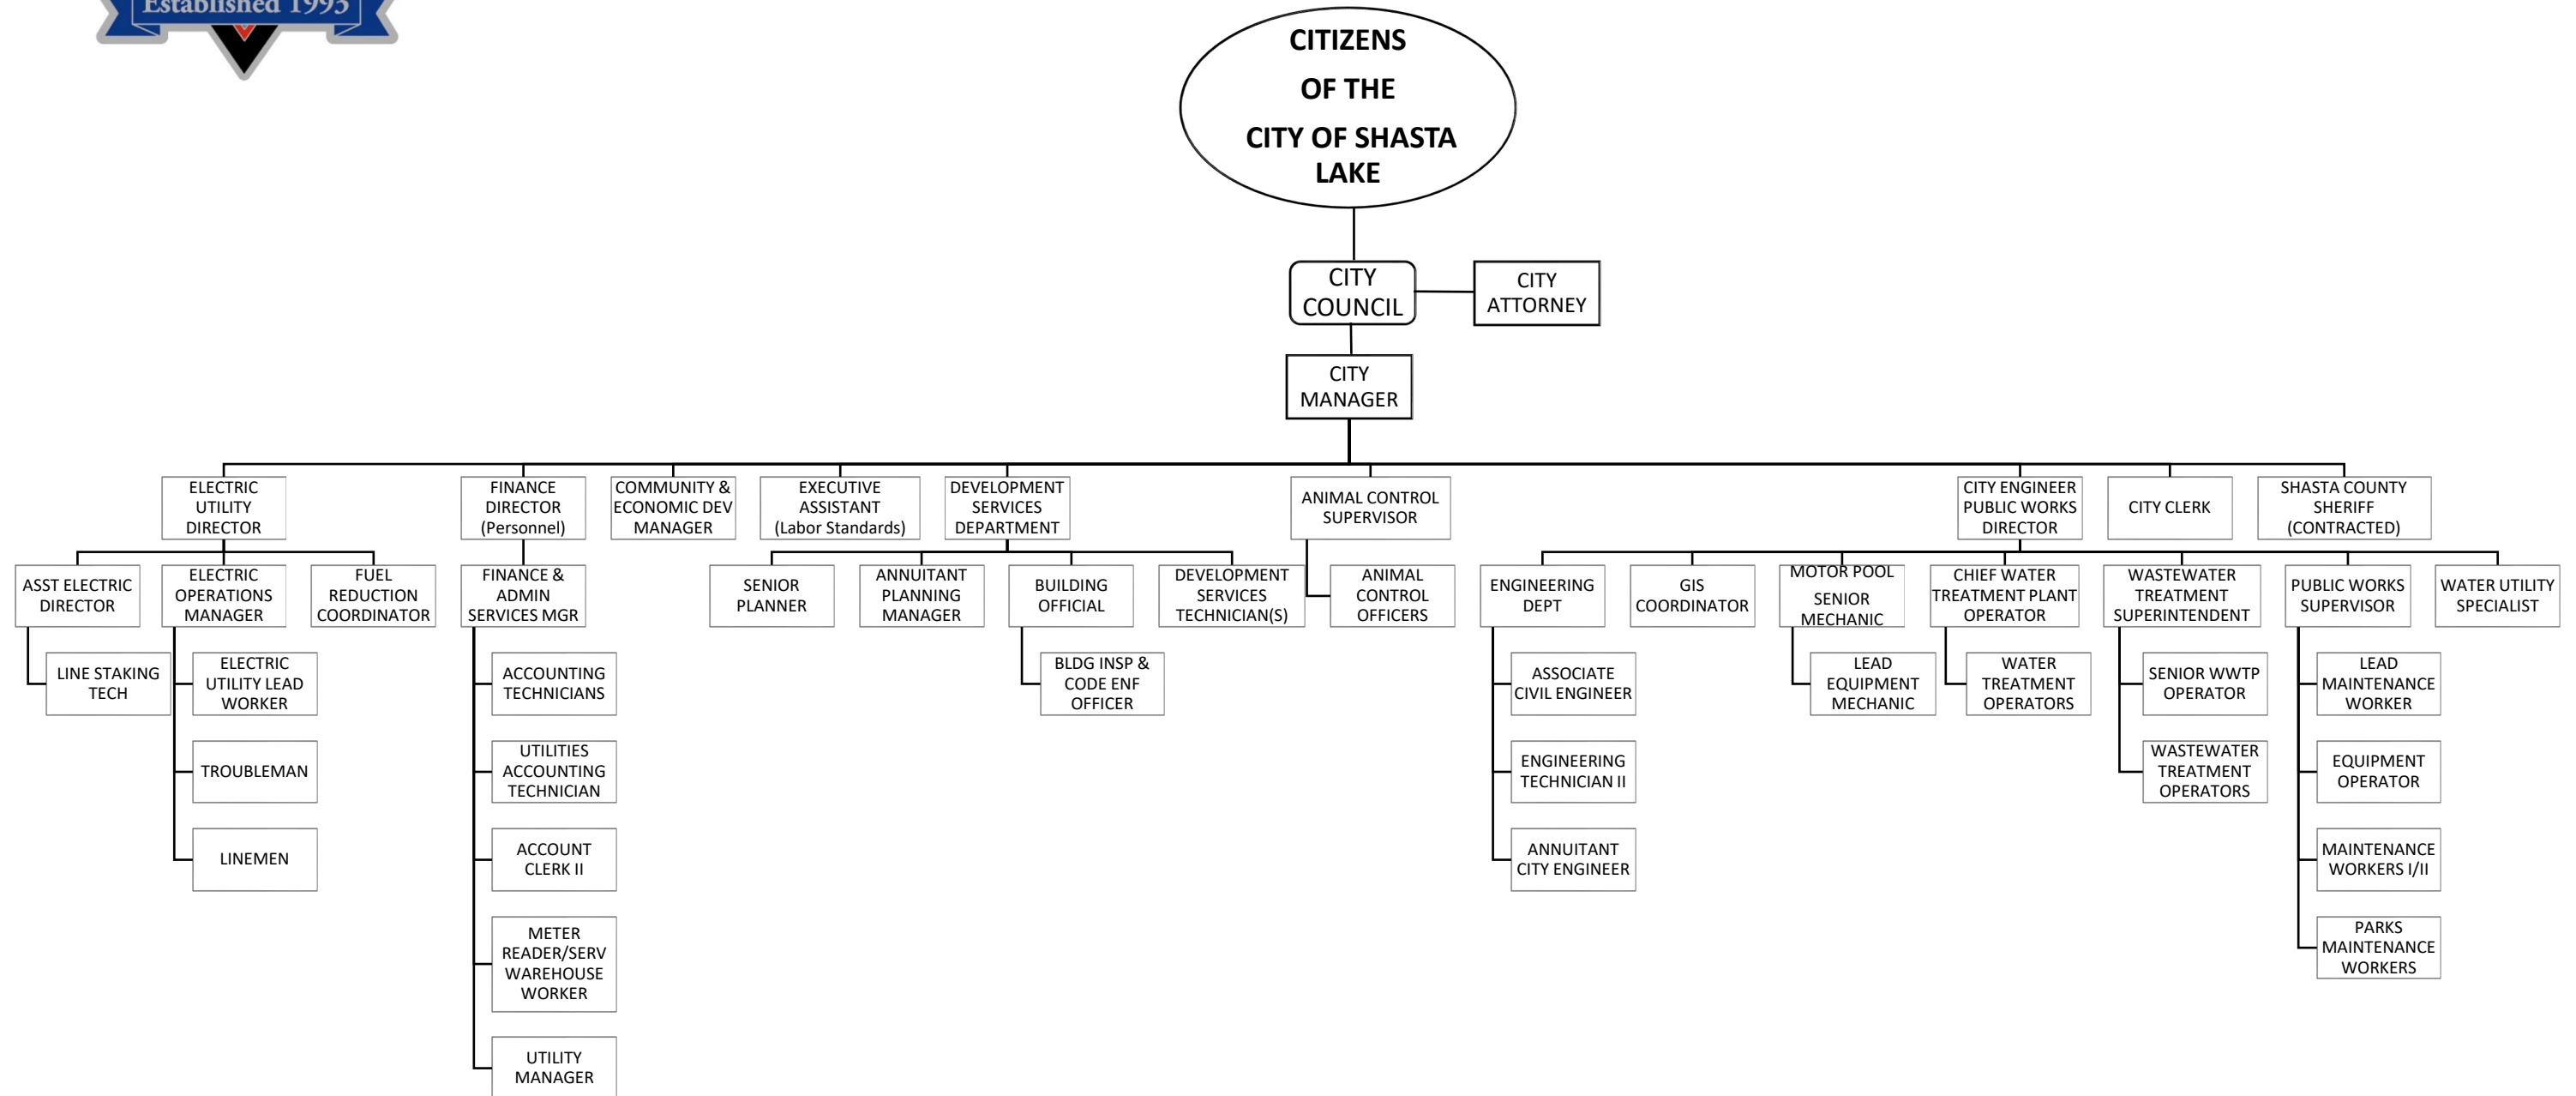 Established 1993
CITIZENS
OF THE
CITY OF SHASTA
LAKE
CITY
COUNCIL
CITY
ATTORNEY
CITY
MANAGER
ELECTRIC
UTILITY
DIRECTOR
FINANCE
DIRECTOR
(Personnel)
COMMUNITY &
ECONOMIC DEV
MANAGER
EXECUTIVE
ASSISTANT
(Labor Standards)
DEVELOPMENT
SERVICES
DEPARTMENT
ANIMAL CONTROL
SUPERVISOR
CITY ENGINEER
PUBLIC WORKS
DIRECTOR
CITY CLERK
SHASTA COUNTY
SHERIFF
(CONTRACTED)
ASST ELECTRIC
DIRECTOR
ELECTRIC
OPERATIONS
MANAGER
FUEL
REDUCTION
COORDINATOR
FINANCE &
ADMIN
SERVICES MGR
SENIOR
PLANNER
ANNUITANT
PLANNING
MANAGER
BUILDING
OFFICIAL
DEVELOPMENT
SERVICES
TECHNICIAN(S)
ANIMAL
CONTROL
OFFICERS
ENGINEERING
DEPT
GIS
COORDINATOR
MOTOR POOL
SENIOR
MECHANIC
CHIEF WATER
TREATMENT PLANT
OPERATOR
WASTEWATER
TREATMENT
SUPERINTENDENT
PUBLIC WORKS
SUPERVISOR
WATER UTILITY
SPECIALIST
LINE STAKING
TECH
ELECTRIC
UTILITY LEAD
WORKER
ACCOUNTING
TECHNICIANS
BLDG INSP &
CODE ENF
OFFICER
ASSOCIATE
CIVIL ENGINEER
LEAD
EQUIPMENT
MECHANIC
WATER
TREATMENT
OPERATORS
SENIOR WWTP
OPERATOR
LEAD
MAINTENANCE
WORKER
TROUBLEMAN
UTILITIES
ACCOUNTING
TECHNICIAN
ENGINEERING
TECHNICIAN II
WASTEWATER
TREATMENT
OPERATORS
EQUIPMENT
OPERATOR
LINEMEN
ACCOUNT
CLERK II
ANNUITANT
CITY ENGINEER
MAINTENANCE
WORKERS I/II
METER
READER/SERV
WAREHOUSE
WORKER
PARKS
MAINTENANCE
WORKERS
UTILITY
MANAGER